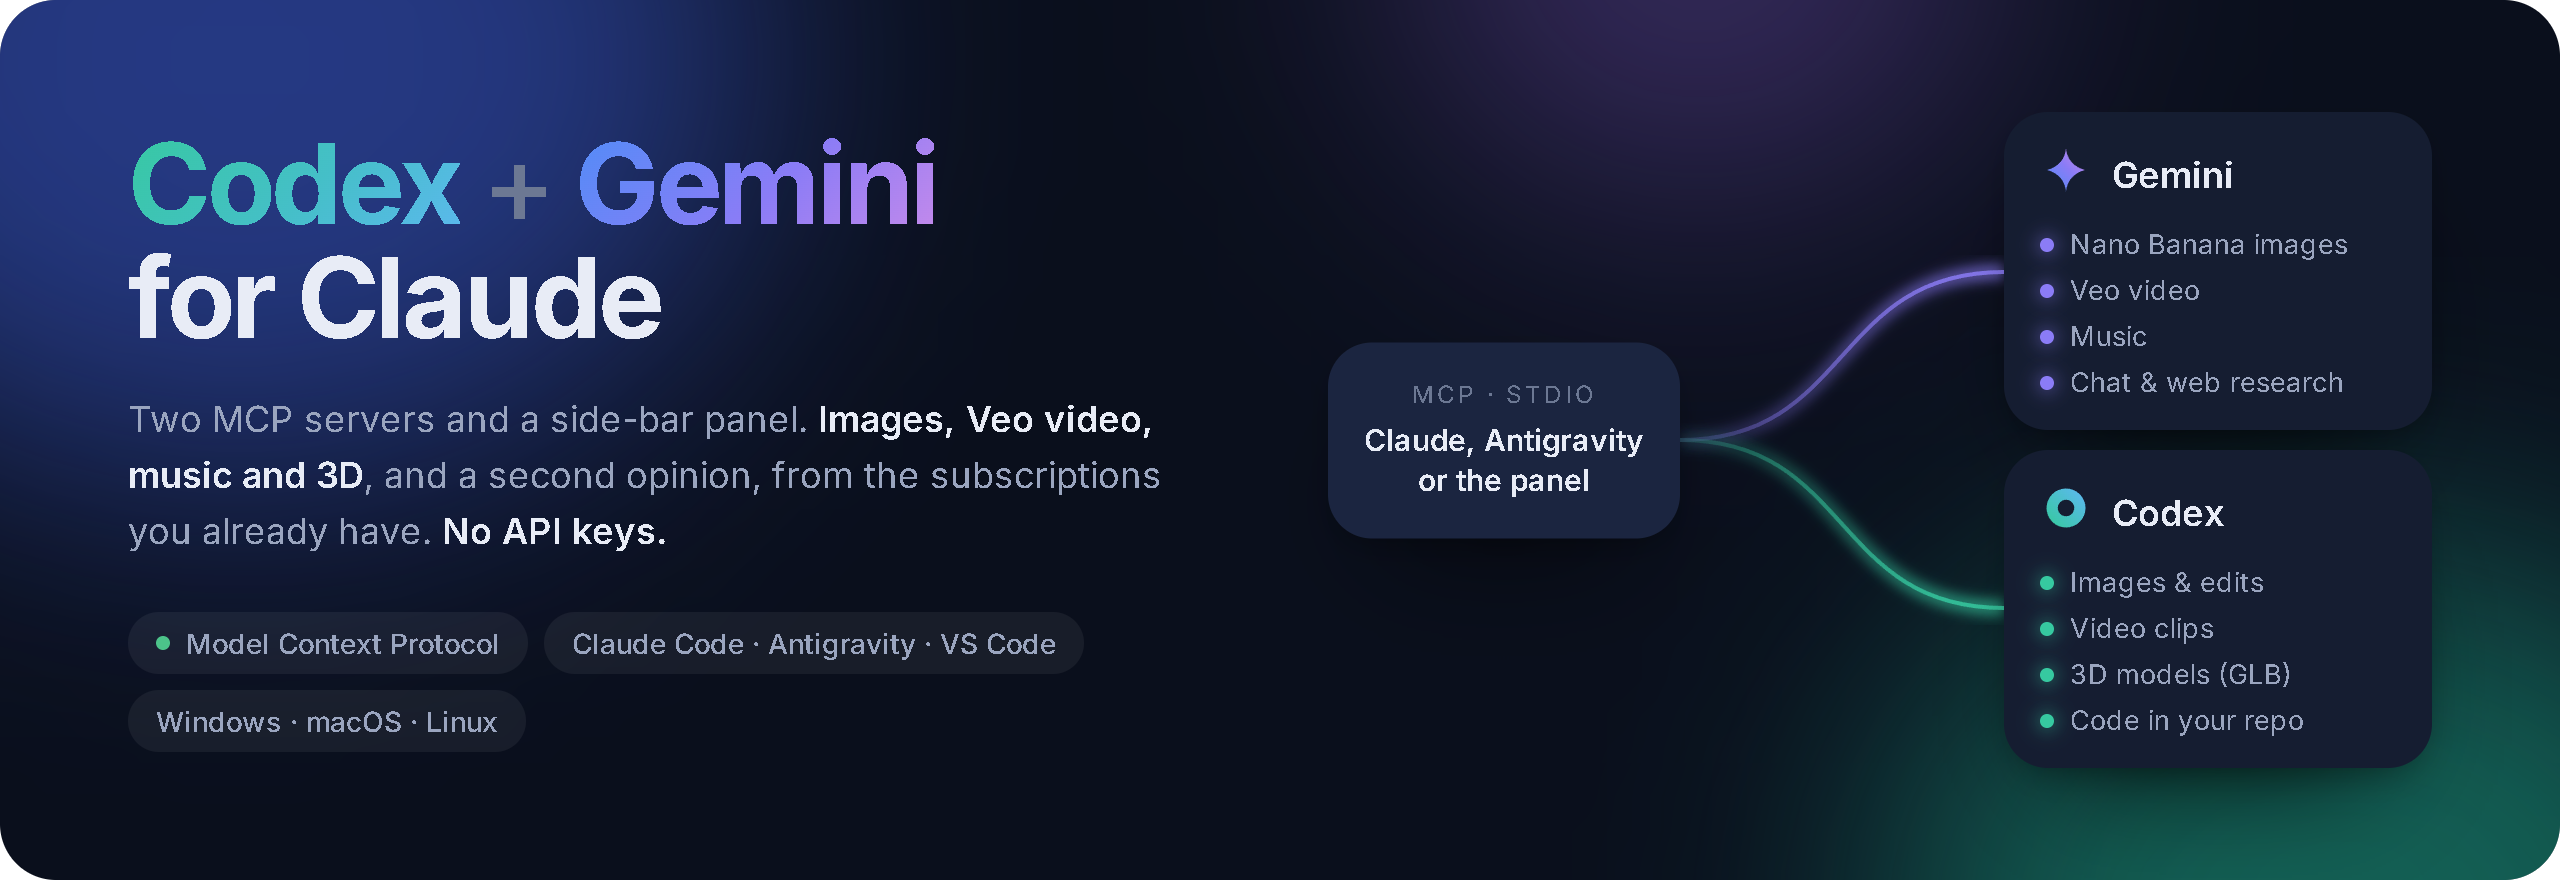 Codex + Gemini
for Claude
Two MCP servers and a side-bar panel. Images, Veo video,
music and 3D, and a second opinion, from the subscriptions
you already have. No API keys.
Model Context Protocol
Claude Code · Antigravity · VS Code
Windows · macOS · Linux
MCP · STDIO
Claude, Antigravity
or the panel
Gemini
Nano Banana images
Veo video
Music
Chat & web research
Codex
Images & edits
Video clips
3D models (GLB)
Code in your repo